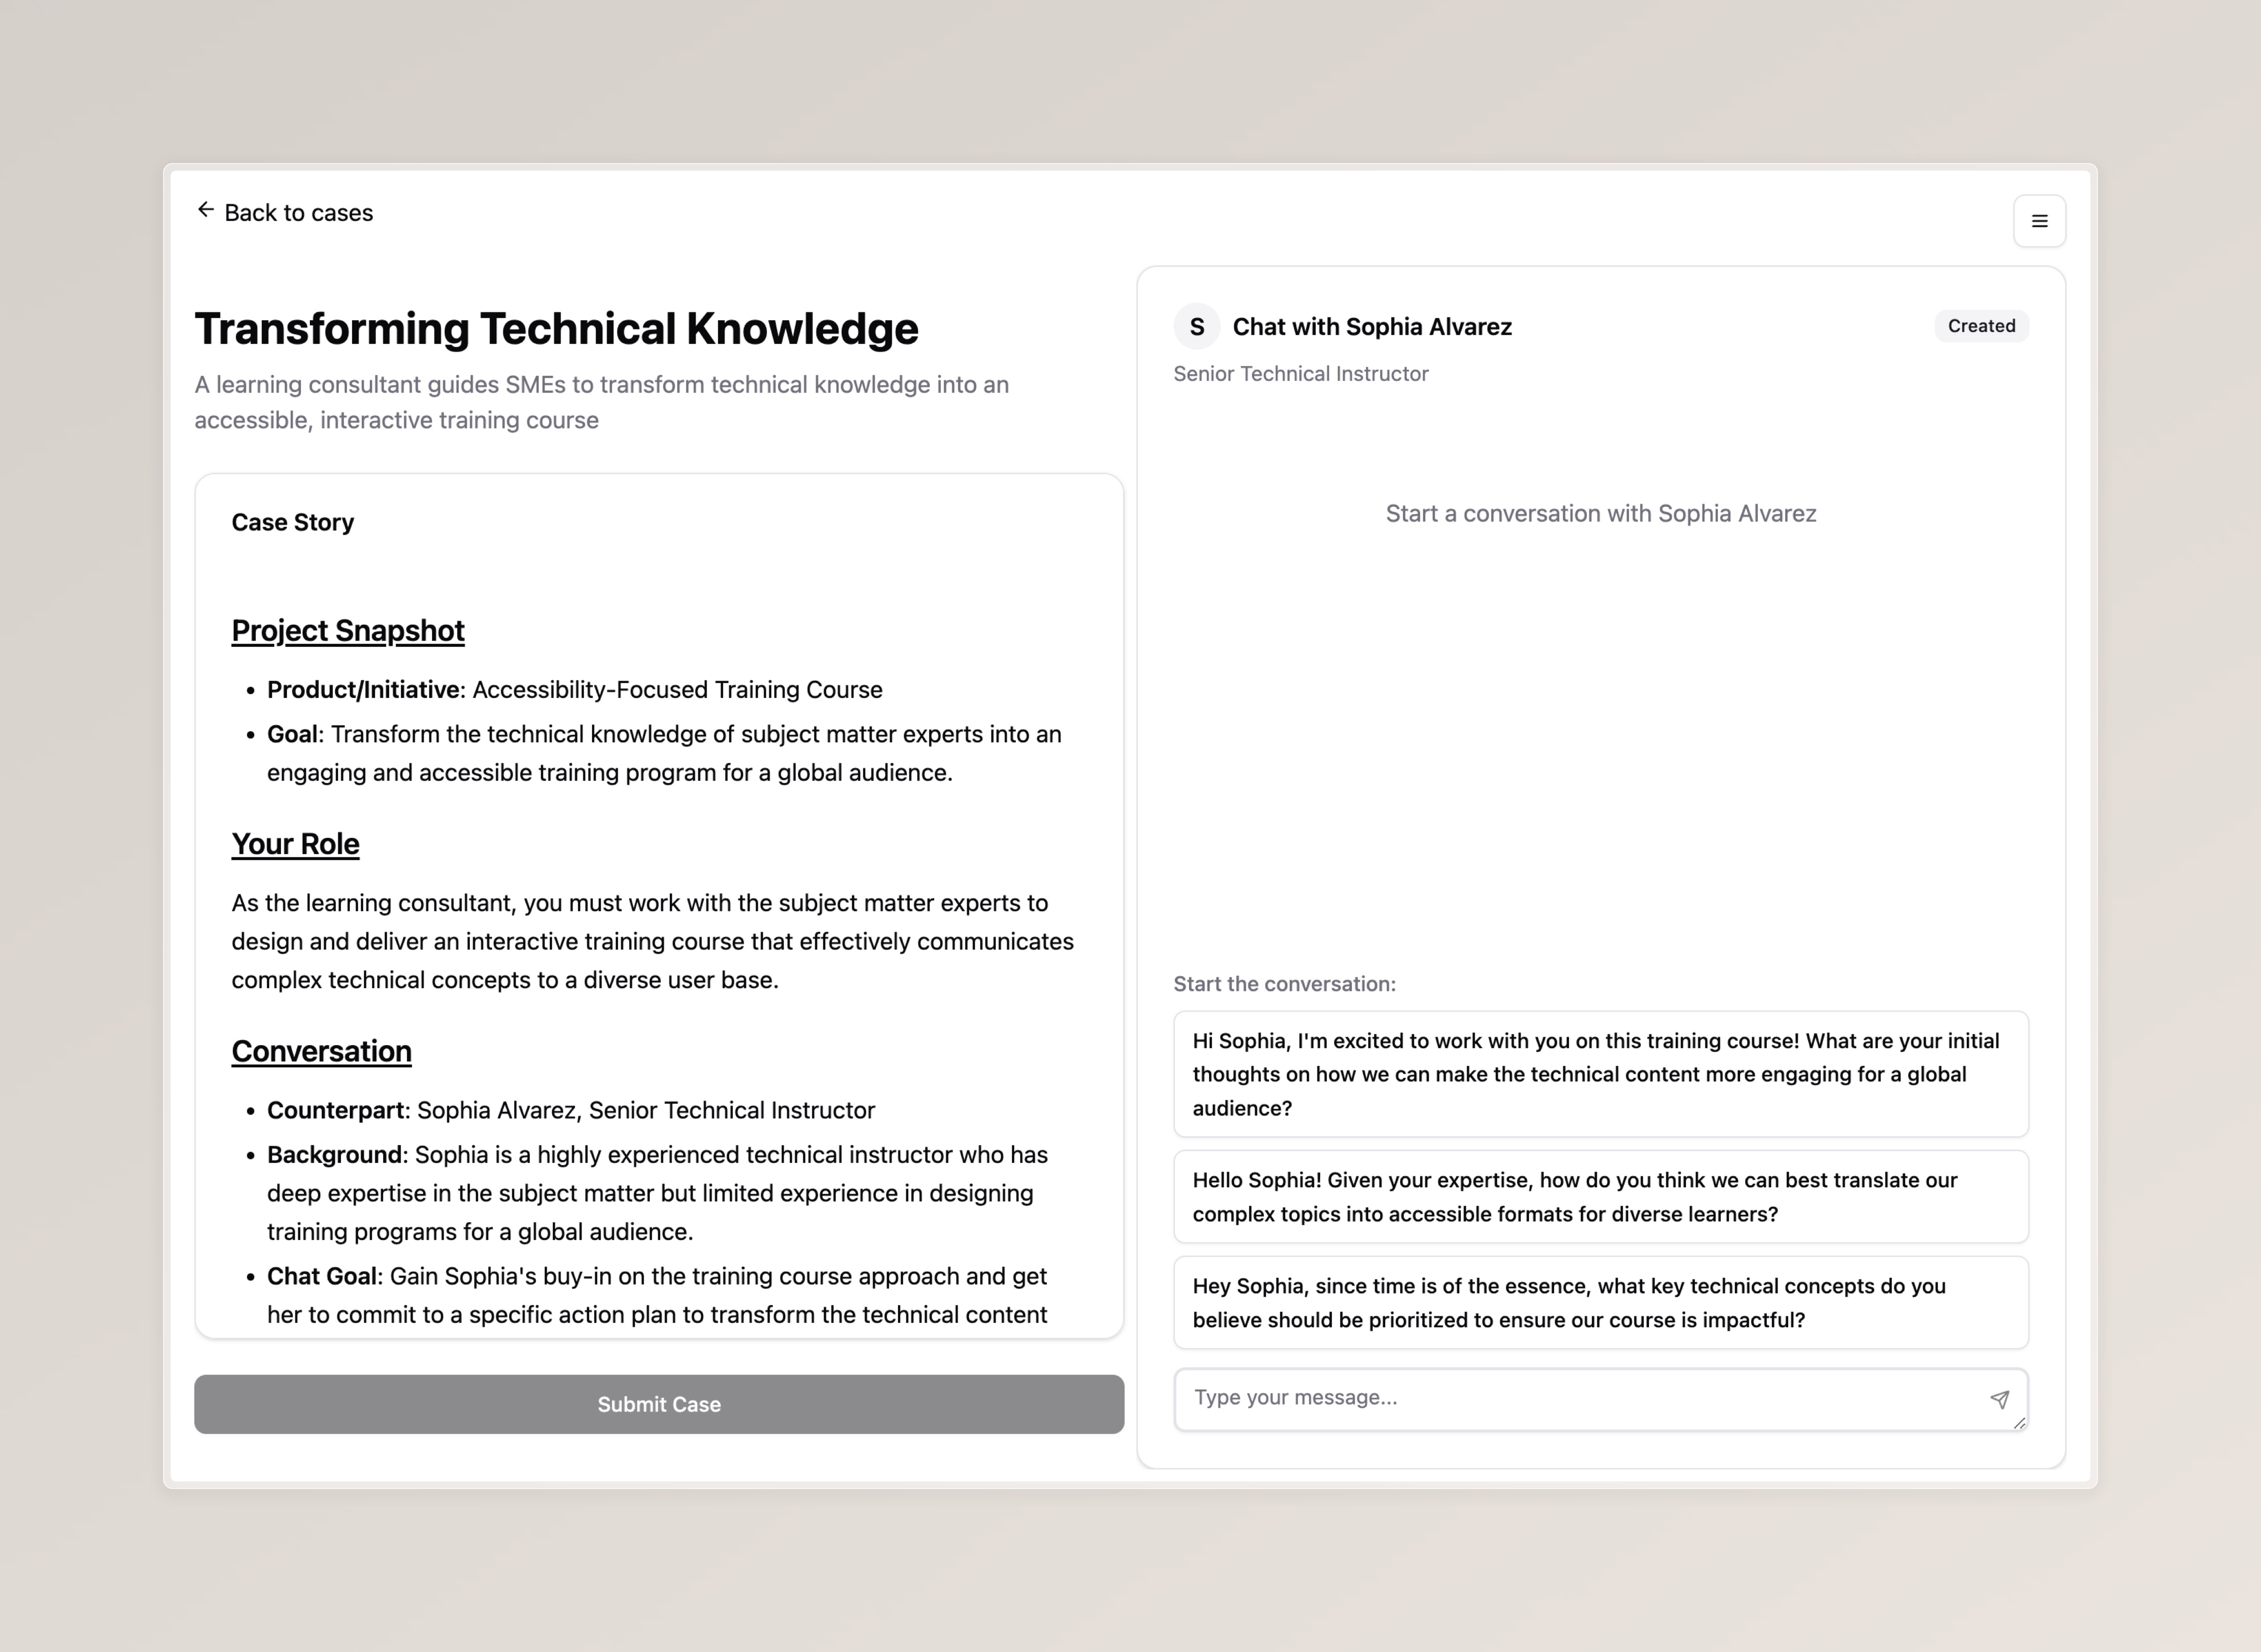 Back to cases
Transforming Technical Knowledge
A learning consultant guides SMEs to transform technical knowledge into an
accessible, interactive training course
Case Story
Project Snapshot
• Product/Initiative: Accessibility-Focused Training Course
• Goal: Transform the technical knowledge of subject matter experts into an
engaging and accessible training program for a global audience.
Your Role
As the learning consultant, you must work with the subject matter experts to
design and deliver an interactive training course that effectively communicates
complex technical concepts to a diverse user base.
Conversation
• Counterpart: Sophia Alvarez, Senior Technical Instructor
• Background: Sophia is a highly experienced technical instructor who has
deep expertise in the subject matter but limited experience in designing
training programs for a global audience.
• Chat Goal: Gain Sophia's buy-in on the training course approach and get
her to commit to a specific action plan to transform the technical content
Submit Case
S Chat with Sophia Alvarez
Created
Senior Technical Instructor
Start a conversation with Sophia Alvarez
Start the conversation:
Hi Sophia, I'm excited to work with you on this training course! What are your initial
thoughts on how we can make the technical content more engaging for a global
audience?
Hello Sophia! Given your expertise, how do you think we can best translate our
complex topics into accessible formats for diverse learners?
Hey Sophia, since time is of the essence, what key technical concepts do you
believe should be prioritized to ensure our course is impactful?
Type your message...